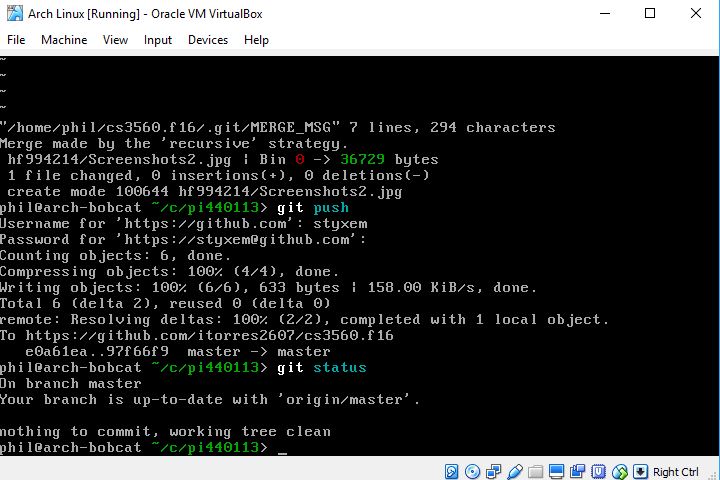 Arch Linux [Running] - Oracle VM VirtualBox
File Machine View Input Devices Help
~
~
~
~
"/home/phil/cs3560.f16/.git/MERGE_MSG" 7 lines, 294 characters
Merge made by the 'recursive' strategy.
 hf994214/Screenshots2.jpg | Bin 0 -> 36729 bytes
 1 file changed, 0 insertions(+), 0 deletions(-)
 create mode 100644 hf994214/Screenshots2.jpg
phil@arch-bobcat ~/c/pi440113> git push
Username for 'https://github.com': styxem
Password for 'https://styxem@github.com':
Counting objects: 6, done.
Compressing objects: 100% (4/4), done.
Writing objects: 100% (6/6), 633 bytes | 158.00 KiB/s, done.
Total 6 (delta 2), reused 0 (delta 0)
remote: Resolving deltas: 100% (2/2), completed with 1 local object.
To https://github.com/itorres2607/cs3560.f16
   e0a61ea..97f66f9  master -> master
phil@arch-bobcat ~/c/pi440113> git status
On branch master
Your branch is up-to-date with 'origin/master'.
nothing to commit, working tree clean
phil@arch-bobcat ~/c/pi440113> _
Right Ctrl